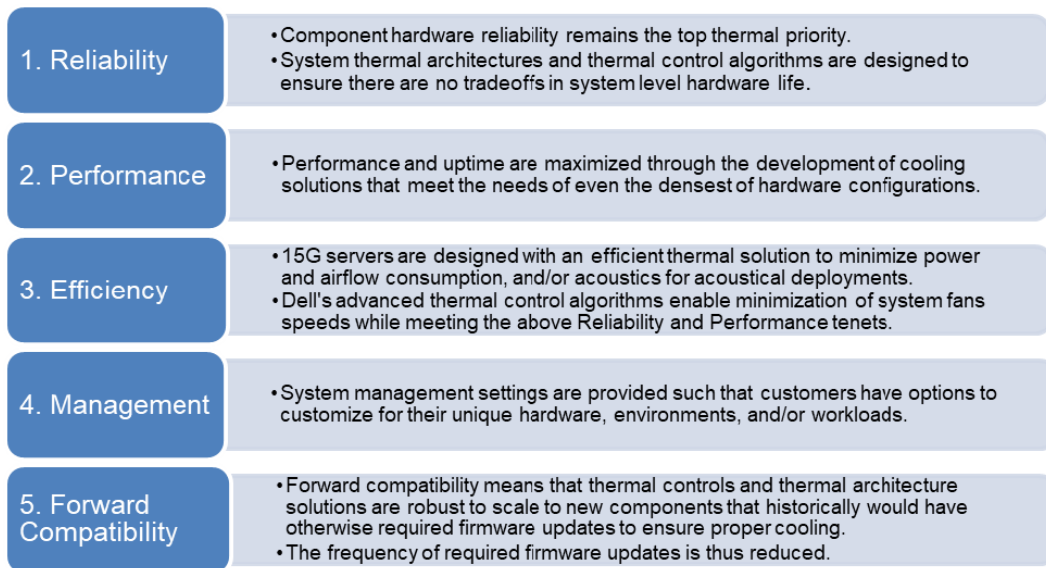 1. Reliability
•Component hardware reliability remains the top thermal priority.
•System thermal architectures and thermal control algorithms are designed to
ensure there are no tradeoffs in system level hardware life.
2. Performance
•Performance and uptime are maximized through the development of cooling
solutions that meet the needs of even the densest of hardware configurations.
3. Efficiency
•15G servers are designed with an efficient thermal solution to minimize power
and airflow consumption, and/or acoustics for acoustical deployments.
•Dell's advanced thermal control algorithms enable minimization of system fans
speeds while meeting the above Reliability and Performance tenets.
4. Management
•System management settings are provided such that customers have options to
customize for their unique hardware, environments, and/or workloads.
5. Forward
Compatibility
•Forward compatibility means that thermal controls and thermal architecture
solutions are robust to scale to new components that historically would have
otherwise required firmware updates to ensure proper cooling.
•The frequency of required firmware updates is thus reduced.